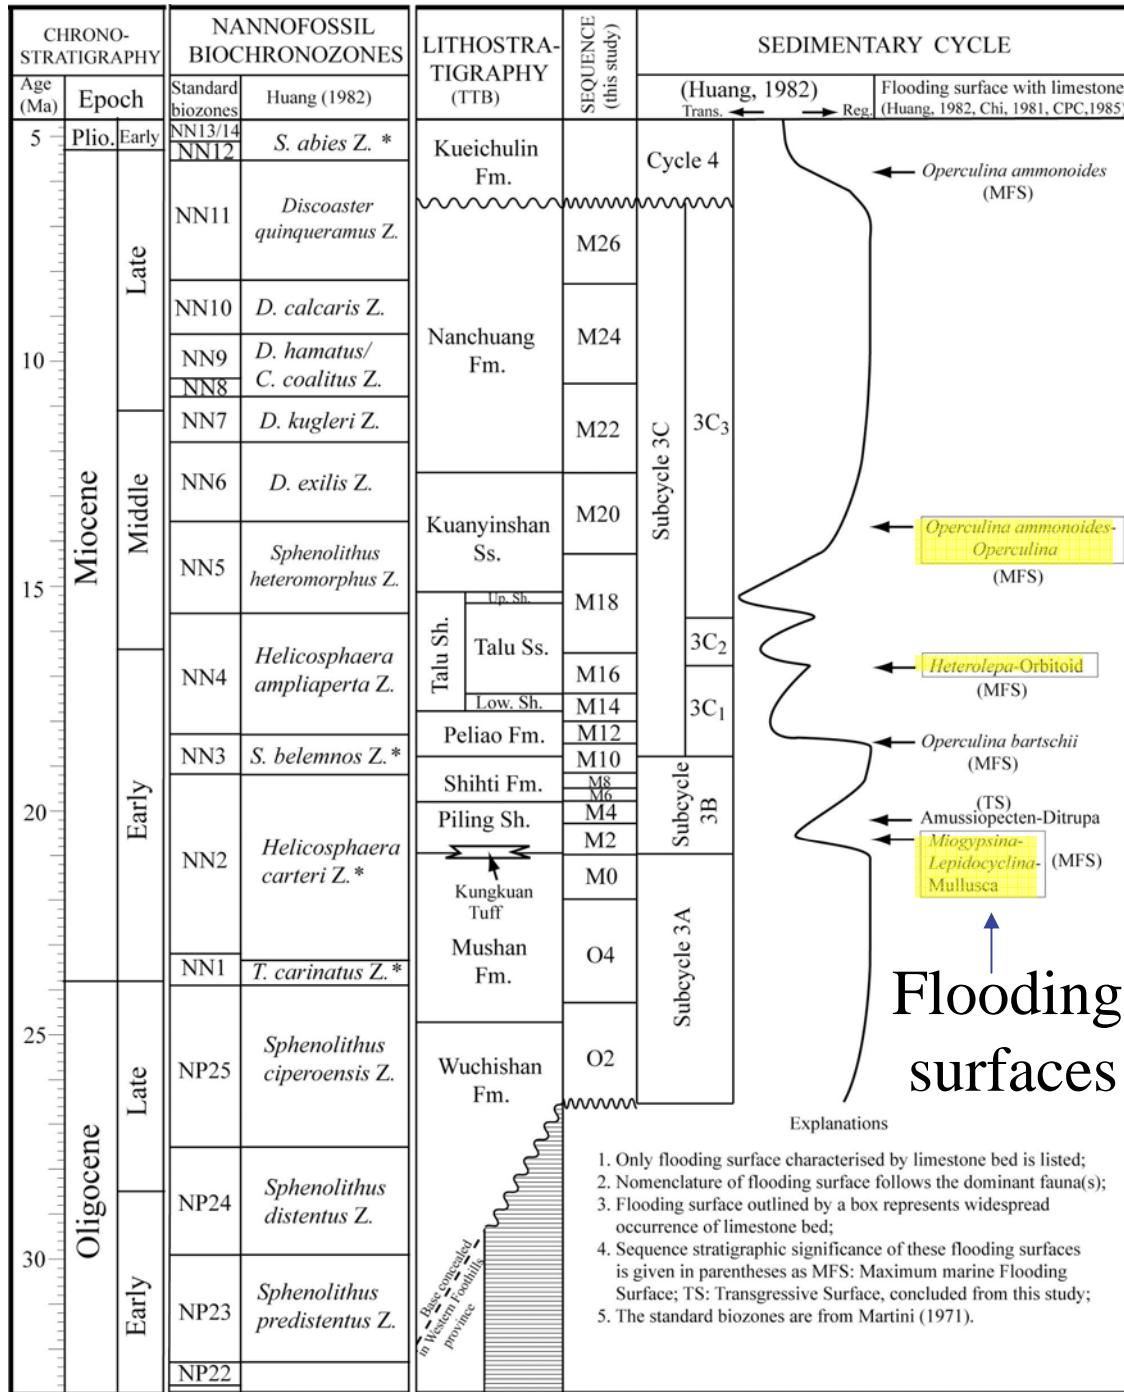 CHRONO-
STRATIGRAPHY
NANNOFOSSIL
BIOCHRONOZONES
LITHOSTRA-
TIGRAPHY
(TTB)
SEQUENCE
(this study)
SEDIMENTARY CYCLE
Age
(Ma)
Epoch
Standard
biozones
Huang (1982)
(Huang, 1982)
Trans.
Reg.
Flooding surface with limestone
(Huang, 1982, Chi, 1981, CPC,1985)
5
10
15
20
25
30
Plio.
Early
Miocene
Late
Middle
Early
Oligocene
Late
Early
NN13/14
NN12
NN11
NN10
NN9
NN8
NN7
NN6
NN5
NN4
NN3
NN2
NN1
NP25
NP24
NP23
NP22
S. abies Z. *
Discoaster
quinqueramus Z.
D. calcaris Z.
D. hamatus/
C. coalitus Z.
D. kugleri Z.
D. exilis Z.
Sphenolithus
heteromorphus Z.
Helicosphaera
ampliaperta Z.
S. belemnos Z. *
Helicosphaera
carteri Z. *
T. carinatus Z. *
Sphenolithus
ciperoensis Z.
Sphenolithus
distentus Z.
Sphenolithus
predistentus Z.
Kueichulin
Fm.
Nanchuang
Fm.
Kuanyinshan
Ss.
Talu Sh.
Up. Sh.
Talu Ss.
Low. Sh.
Peliao Fm.
Shihti Fm.
Piling Sh.
Kungkuan
Tuff
Mushan
Fm.
Wuchishan
Fm.
Base concealed
in Western Foothills
province
M26
M24
M22
M20
M18
M16
M14
M12
M10
M8
M6
M4
M2
M0
O4
O2
Cycle 4
Subcycle 3C
3C3
3C2
3C1
Subcycle
3B
Subcycle 3A
Operculina ammonoides
(MFS)
Operculina ammonoides-
Operculina
(MFS)
Heterolepa-Orbitoid
(MFS)
Operculina bartschii
(MFS)
(TS)
Amussiopecten-Ditrupa
Miogypsina-
Lepidocyclina-
Mullusca
(MFS)
Flooding
surfaces
Explanations
1. Only flooding surface characterised by limestone bed is listed;
2. Nomenclature of flooding surface follows the dominant fauna(s);
3. Flooding surface outlined by a box represents widespread
occurrence of limestone bed;
4. Sequence stratigraphic significance of these flooding surfaces
is given in parentheses as MFS: Maximum marine Flooding
Surface; TS: Transgressive Surface, concluded from this study;
5. The standard biozones are from Martini (1971).